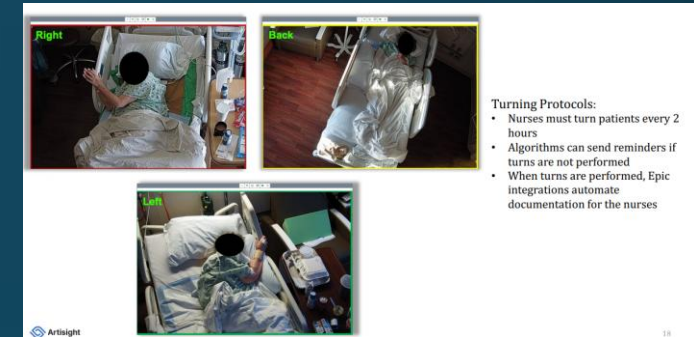 Right
Back
Turning Protocols:
• Nurses must turn patients every 2
hours
• Algorithms can send reminders if
turns are not performed
• When turns are performed, Epic
integrations automate
documentation for the nurses
Left
Artisight
18